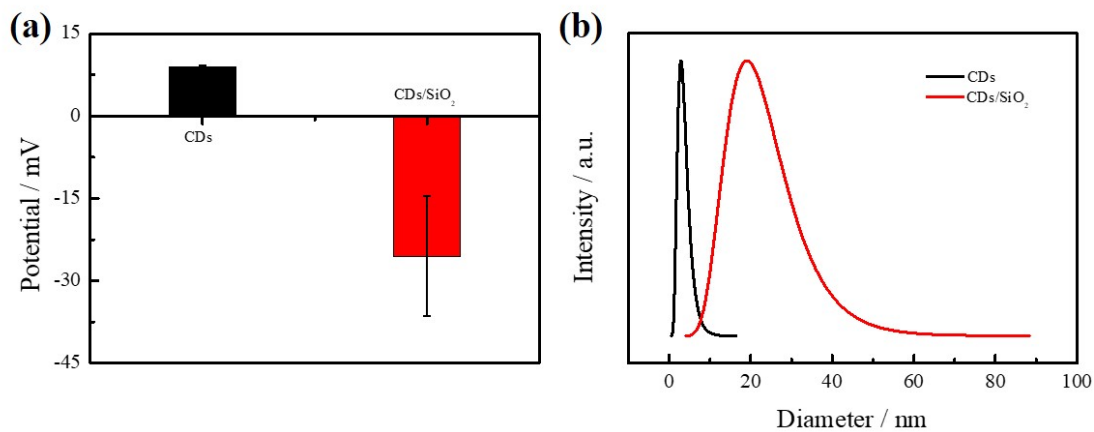 (a)
15
0
-15
-30
-45
Potential / mV
CDs
CDs/SiO₂
(b)
CDs
CDs/SiO₂
Intensity / a.u.
0 20 40 60 80 100
Diameter / nm